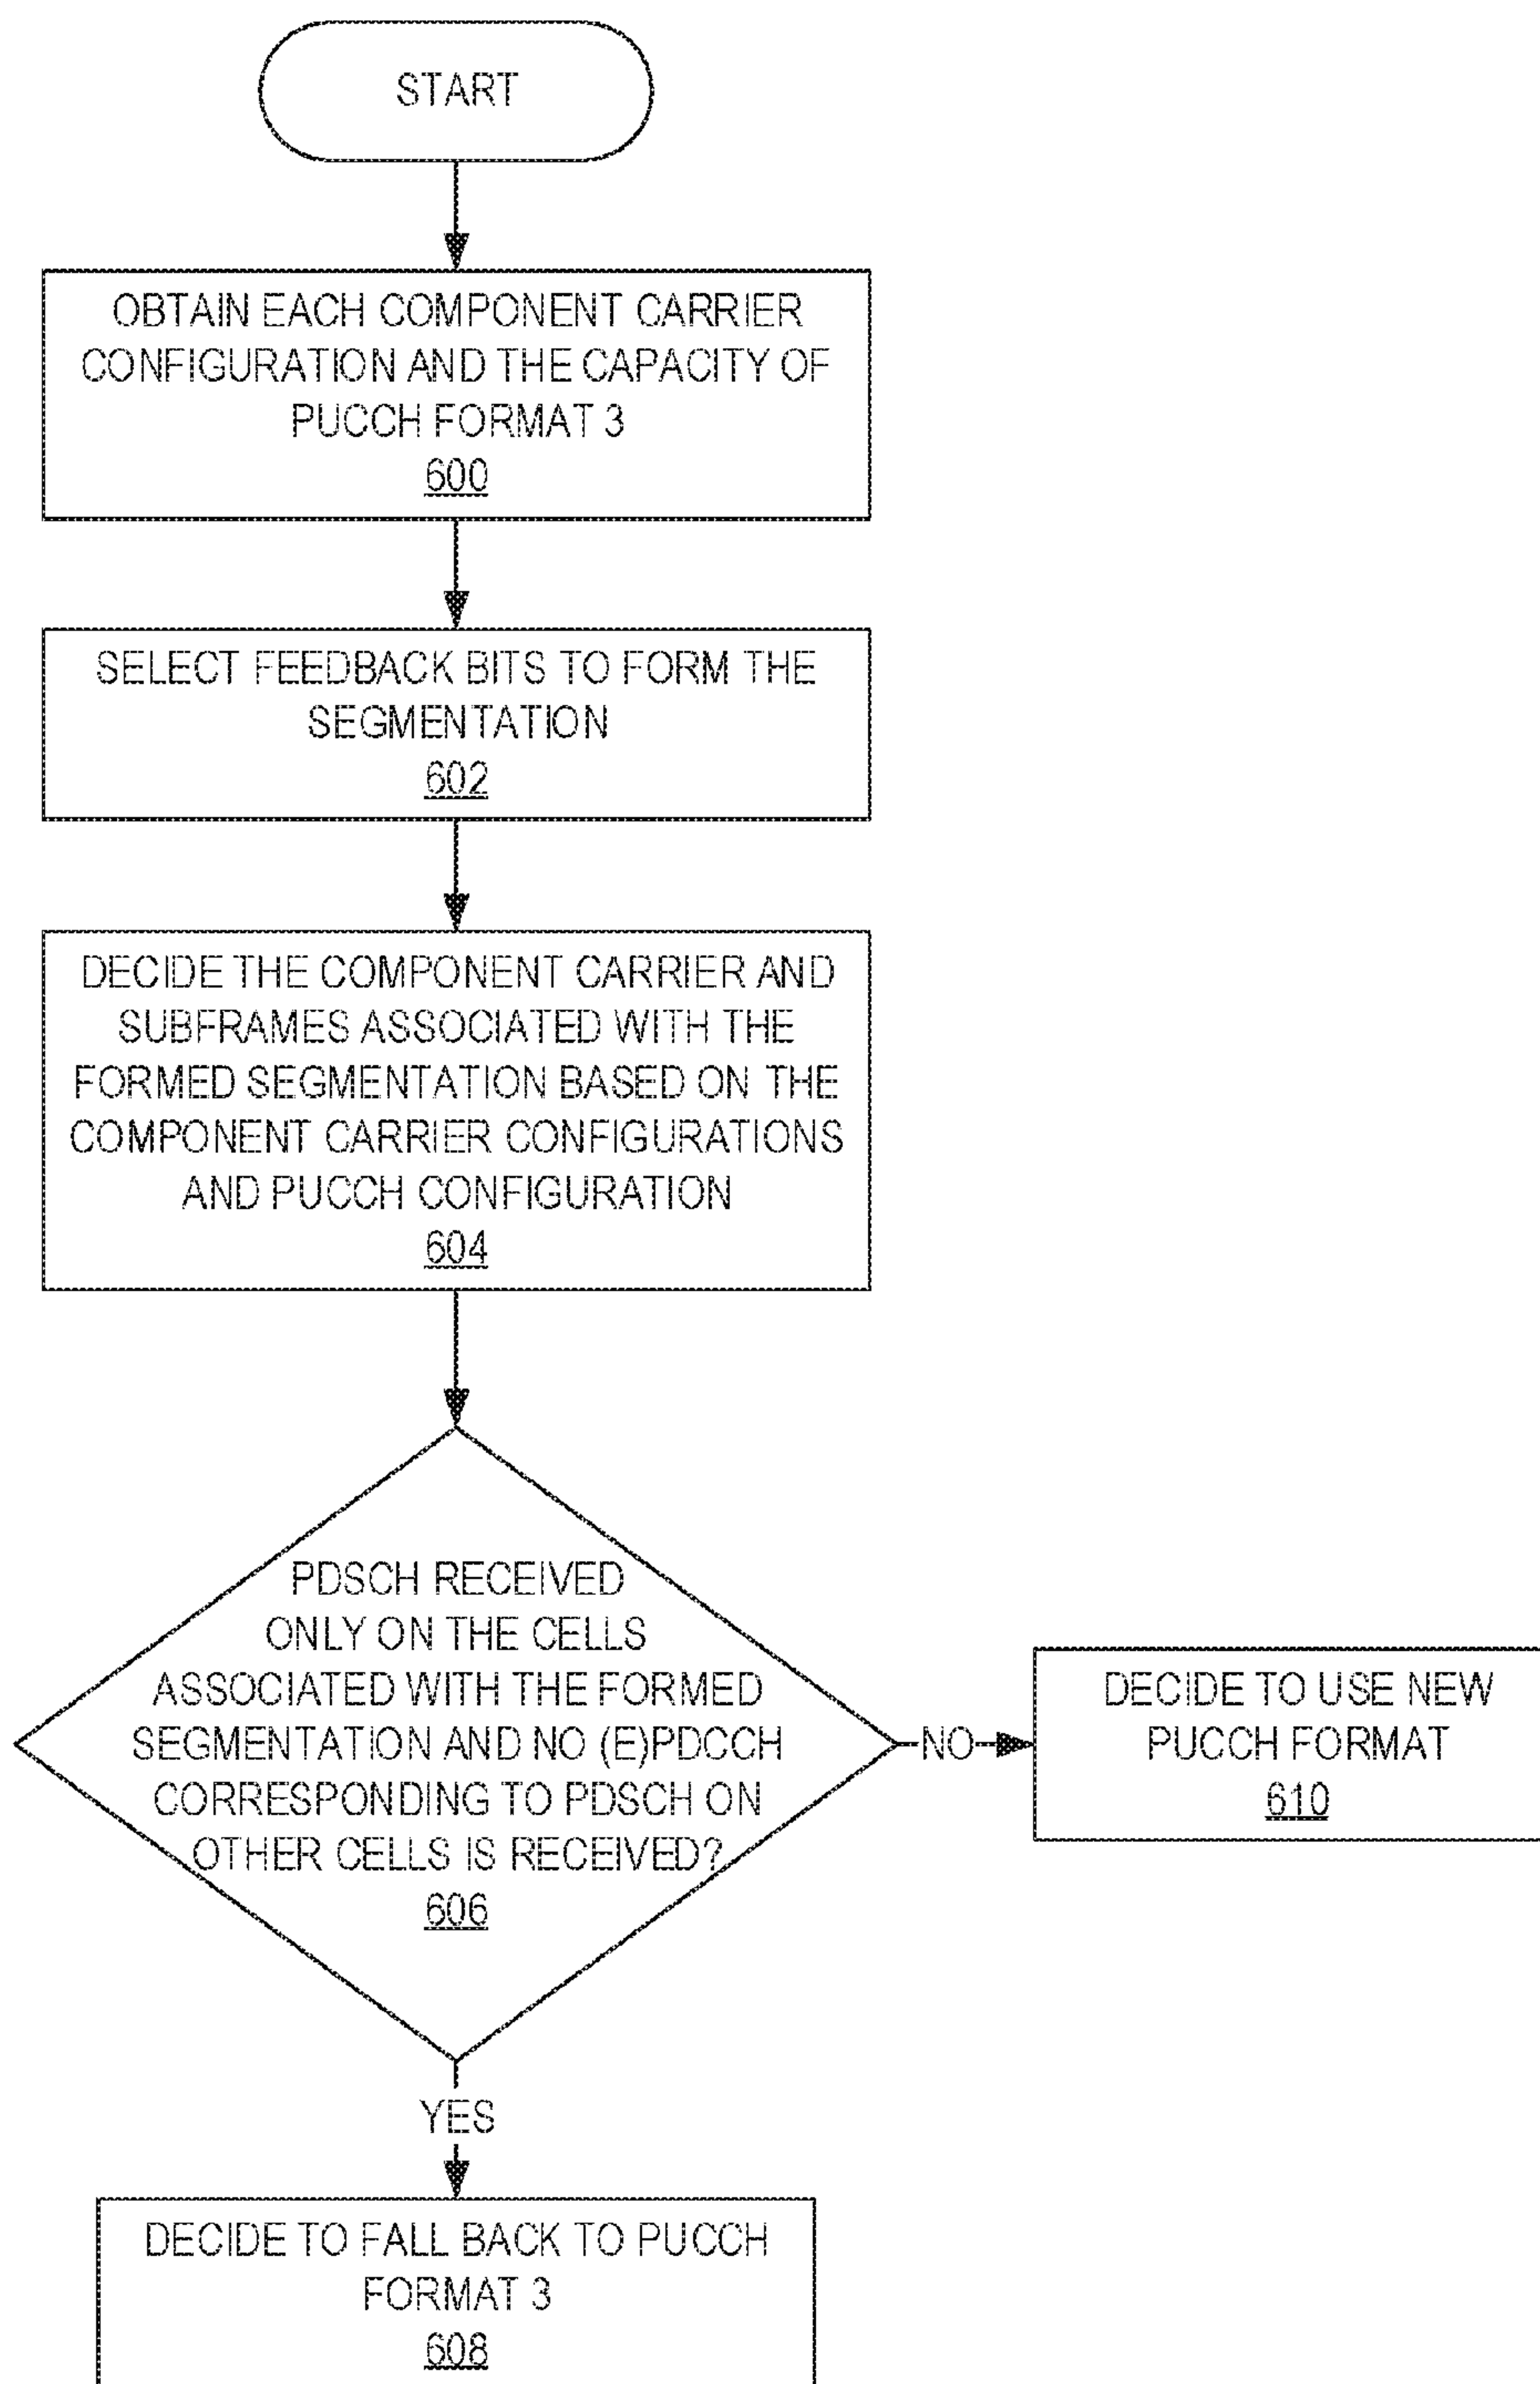 START
OBTAIN EACH COMPONENT CARRIER
CONFIGURATION AND THE CAPACITY OF
PUCCH FORMAT 3
600
SELECT FEEDBACK BITS TO FORM THE
SEGMENTATION
602
DECIDE THE COMPONENT CARRIER AND
SUBFRAMES ASSOCIATED WITH THE
FORMED SEGMENTATION BASED ON THE
COMPONENT CARRIER CONFIGURATIONS
AND PUCCH CONFIGURATION
604
PDSCH RECEIVED
ONLY ON THE CELLS
ASSOCIATED WITH THE FORMED
SEGMENTATION AND NO (E)PDCCH
CORRESPONDING TO PDSCH ON
OTHER CELLS IS RECEIVED?
606
NO
DECIDE TO USE NEW
PUCCH FORMAT
610
YES
DECIDE TO FALL BACK TO PUCCH
FORMAT 3
608